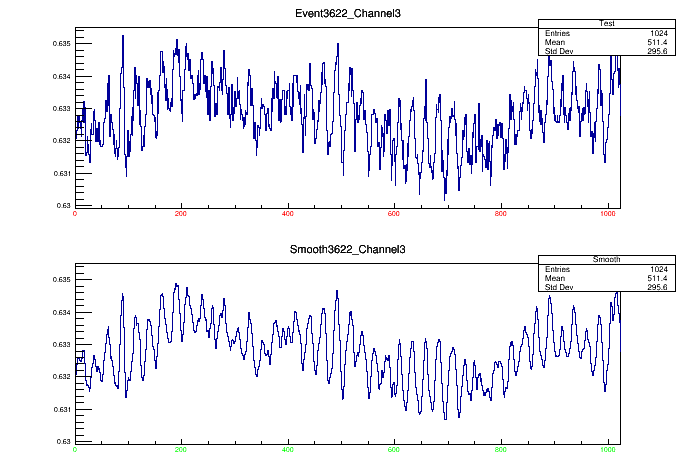 Event3622_Channel3
Test
Entries 1024
Mean 511.4
Std Dev 295.6
0.635
0.634
0.633
0.632
0.631
0.63
0 200 400 600 800 1000
Smooth3622_Channel3
Smooth
Entries 1024
Mean 511.4
Std Dev 295.6
0.635
0.634
0.633
0.632
0.631
0.63
0 200 400 600 800 1000